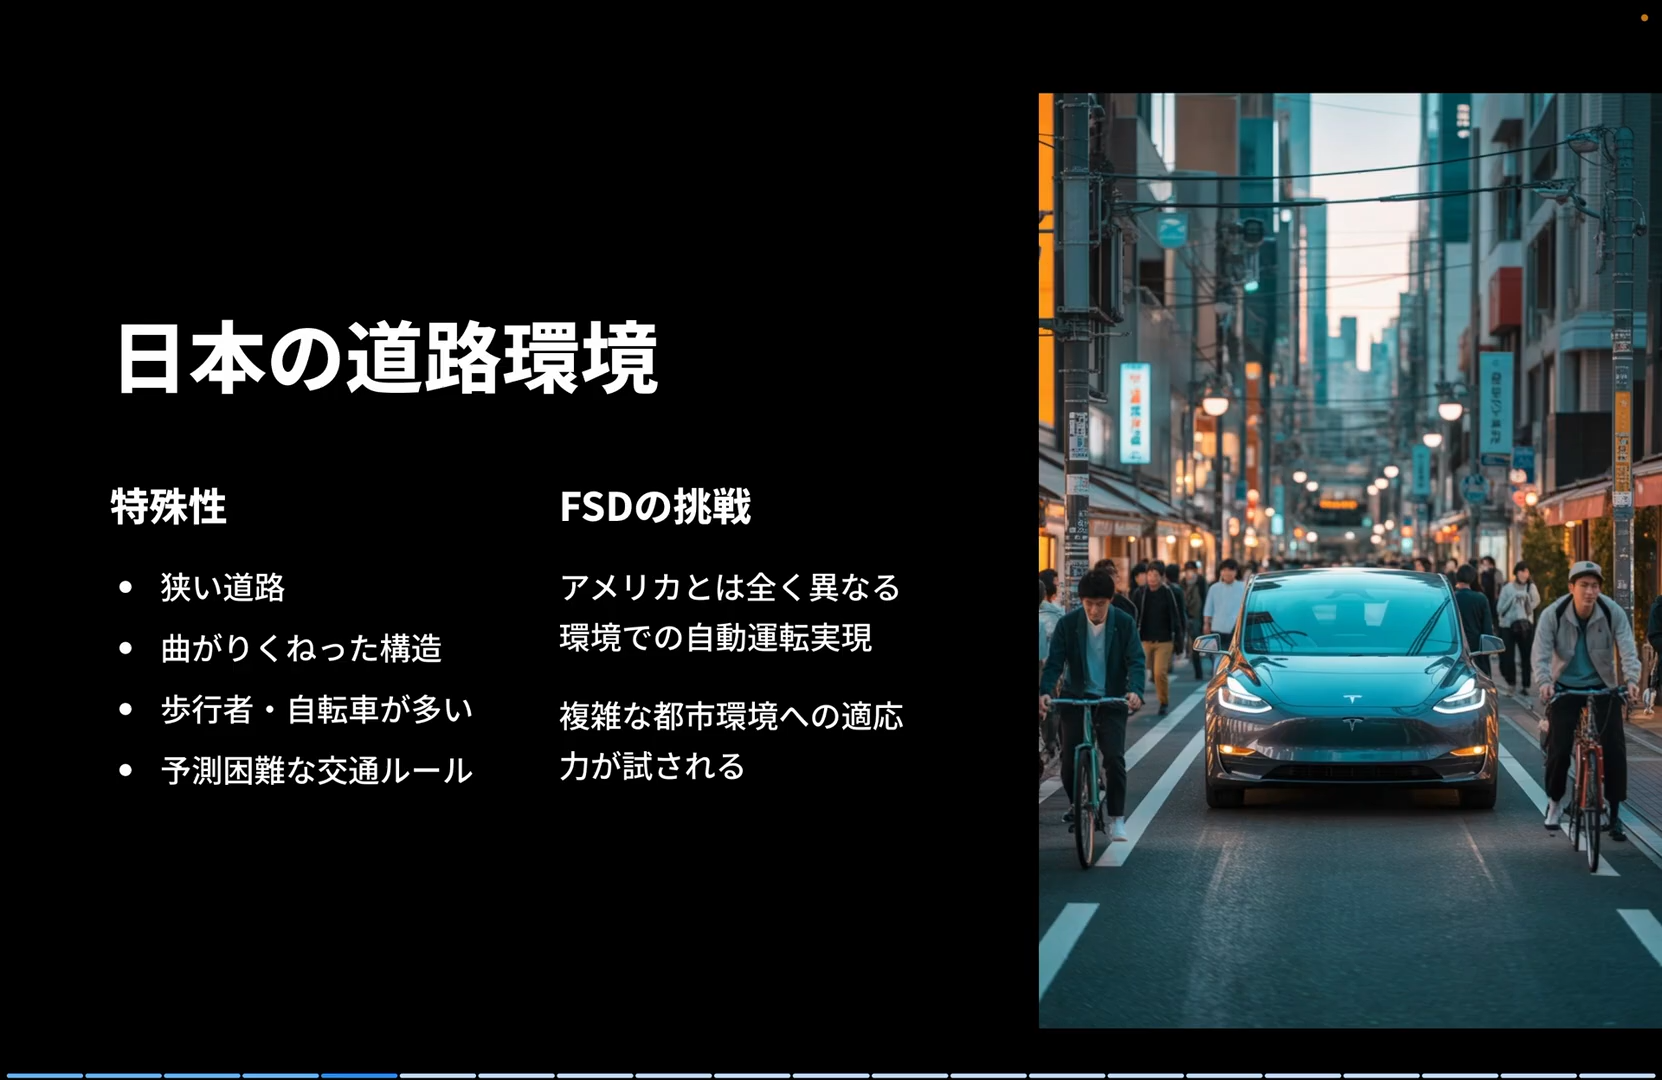 日本の道路環境
特殊性
• 狭い道路
• 曲がりくねった構造
• 歩行者・自転車が多い
• 予測困難な交通ルール
FSDの挑戦
アメリカとは全く異なる
環境での自動運転実現
複雑な都市環境への適応
力が試される